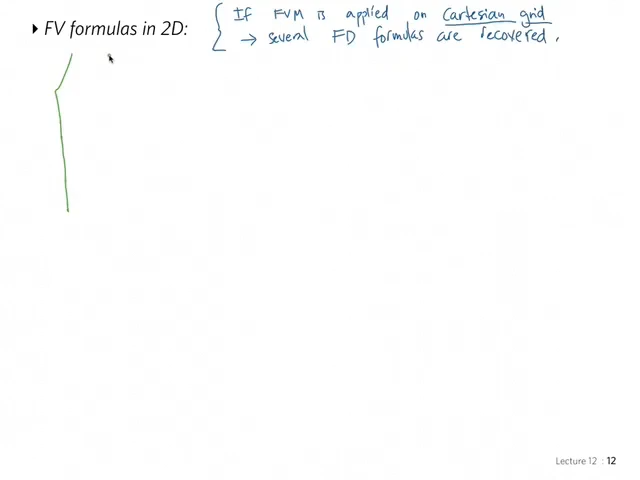 ▸ FV formulas in 2D:
If FVM is applied on Cartesian grid
→ several FD formulas are recovered.
Lecture 12 : 12